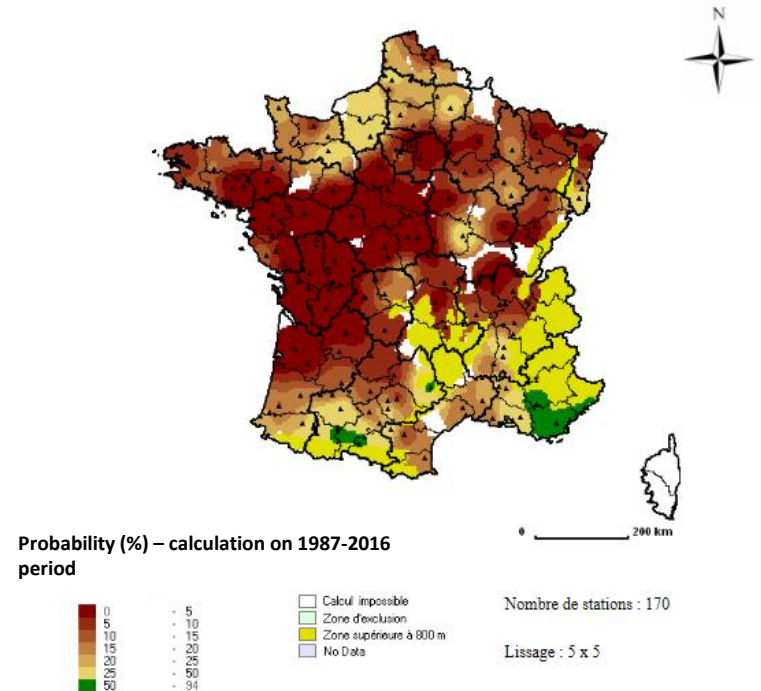 N
0 200 km
Probability (%) – calculation on 1987-2016
period
0 - 5
5 - 10
10 - 15
15 - 20
20 - 25
25 - 50
50 - 94
Calcul impossible
Zone d'exclusion
Zone supérieure à 800 m
No Data
Nombre de stations : 170
Lissage : 5 x 5